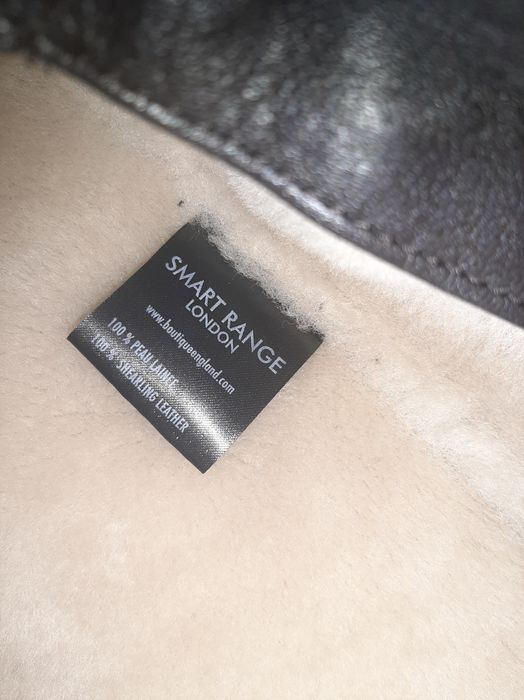 SMART RANGE
LONDON
www.boutiqueengland.com
100 % PEAU LAINEE
100 % SHEARLING LEATHER